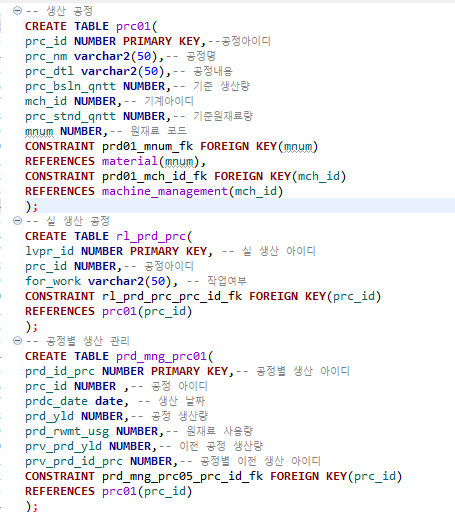 -- 생산 공정
CREATE TABLE prc01(
prc_id NUMBER PRIMARY KEY,--공정아이디
prc_nm varchar2(50),-- 공정명
prc_dtl varchar2(50),-- 공정내용
prc_bsln_qntt NUMBER,-- 기준 생산량
mch_id NUMBER,-- 기계아이디
prc_stnd_qntt NUMBER,-- 기준원재료량
mnum NUMBER,-- 원재료 코드
CONSTRAINT prd01_mnum_fk FOREIGN KEY(mnum)
REFERENCES material(mnum),
CONSTRAINT prd01_mch_id_fk FOREIGN KEY(mch_id)
REFERENCES machine_management(mch_id)
);
-- 실 생산 공정
CREATE TABLE rl_prd_prc(
lvpr_id NUMBER PRIMARY KEY, -- 실 생산 아이디
prc_id NUMBER,-- 공정아이디
for_work varchar2(50), -- 작업여부
CONSTRAINT rl_prd_prc_prc_id_fk FOREIGN KEY(prc_id)
REFERENCES prc01(prc_id)
);
-- 공정별 생산 관리
CREATE TABLE prd_mng_prc01(
prd_id_prc NUMBER PRIMARY KEY,-- 공정별 생산 아이디
prc_id NUMBER ,-- 공정 아이디
prdc_date date, -- 생산 날짜
prd_yld NUMBER,-- 공정 생산량
prd_rwmt_usg NUMBER,-- 원재료 사용량
prv_prd_yld NUMBER,-- 이전 공정 생산량
prv_prd_id_prc NUMBER,-- 공정별 이전 생산 아이디
CONSTRAINT prd_mng_prc05_prc_id_fk FOREIGN KEY(prc_id)
REFERENCES prc01(prc_id)
);